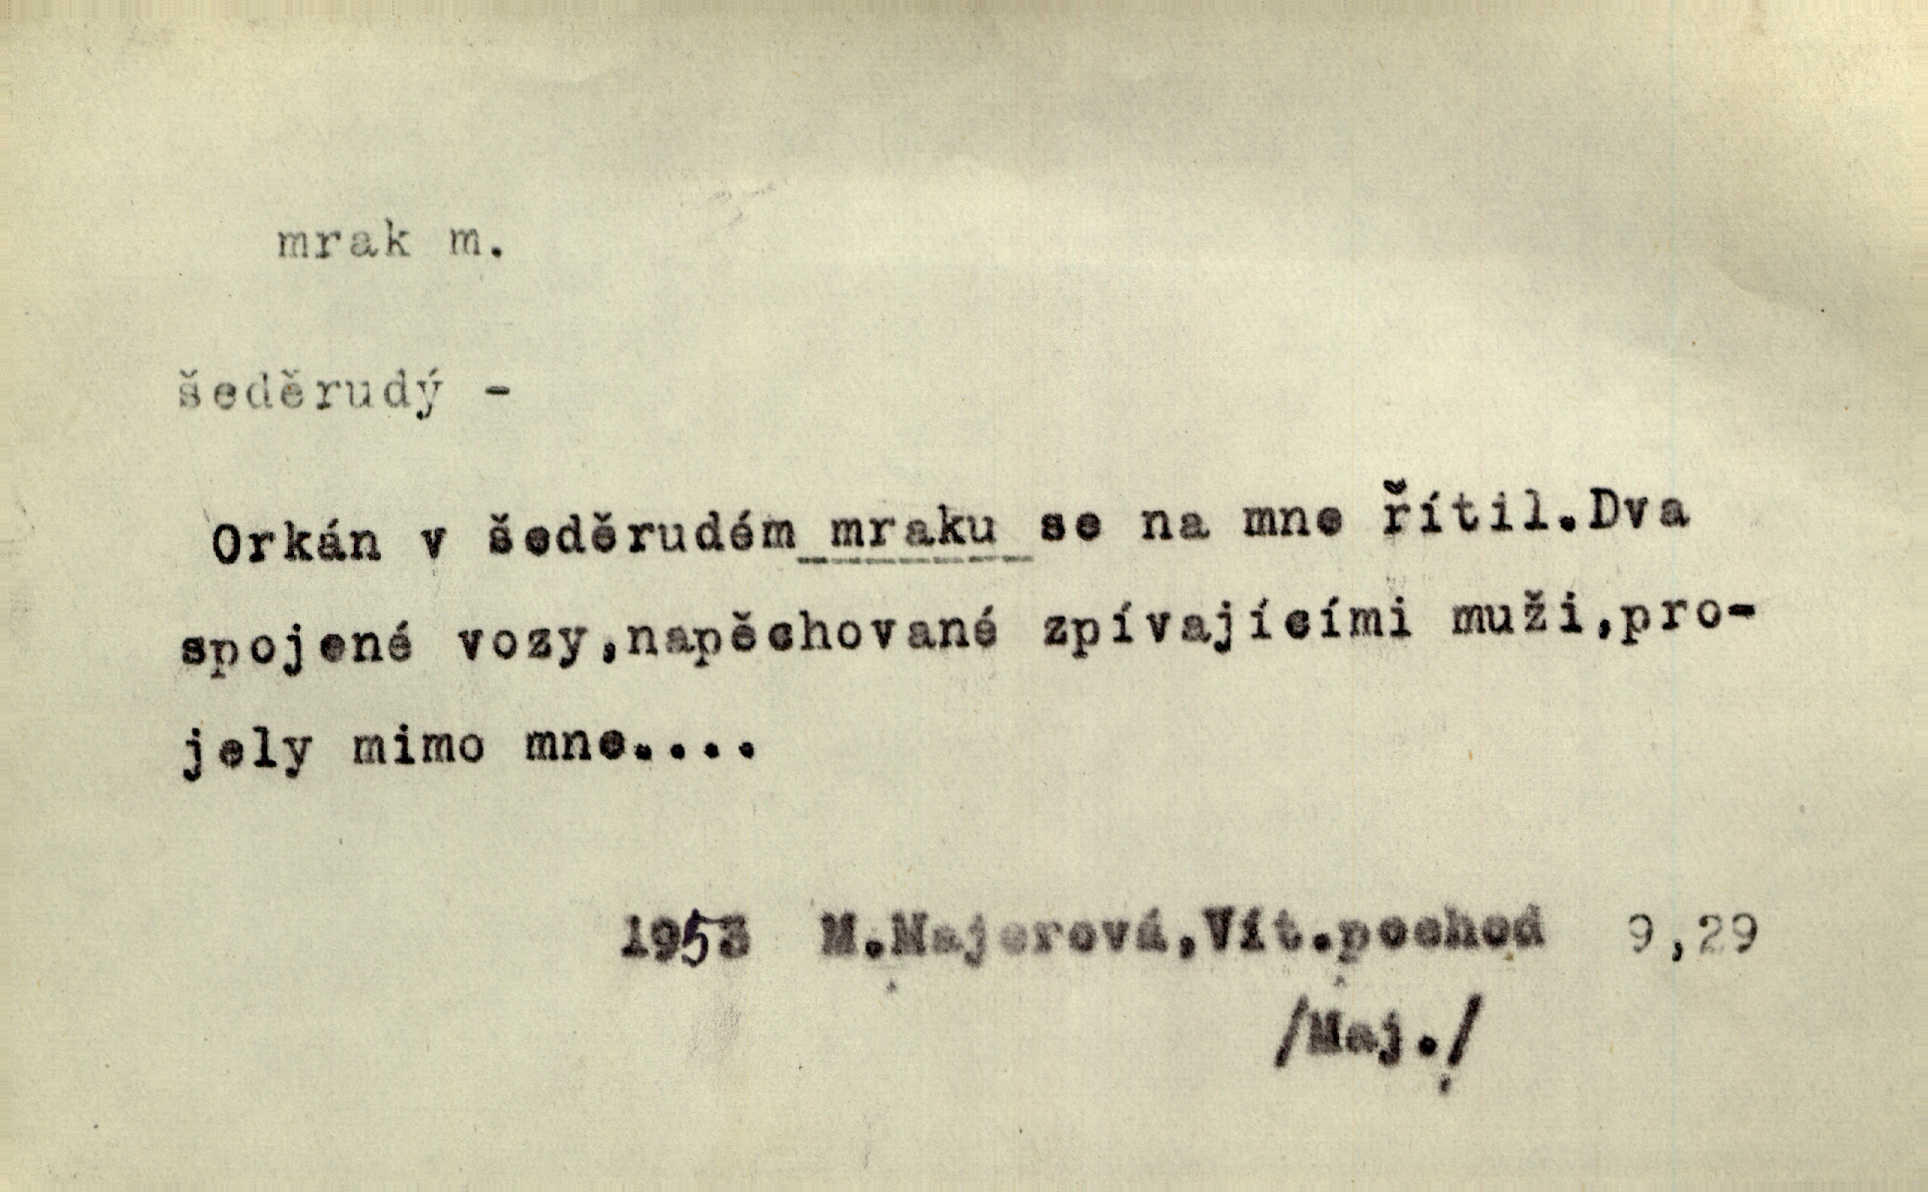 mrak m.
šeděrudý -
Orkán v šeděrudém mraku se na mne řítil.Dva
spojené vozy,napěchované zpívajícími muži,pro-
jely mimo mne....
1953 M.Majerová,Vít.pochod 9,29
/Maj./